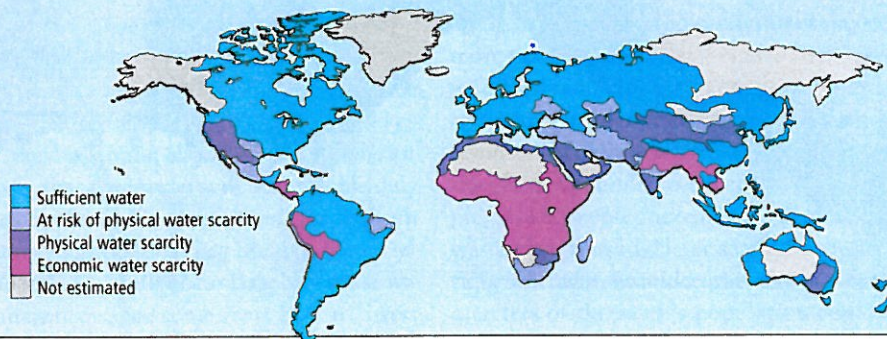 Sufficient water
At risk of physical water scarcity
Physical water scarcity
Economic water scarcity
Not estimated